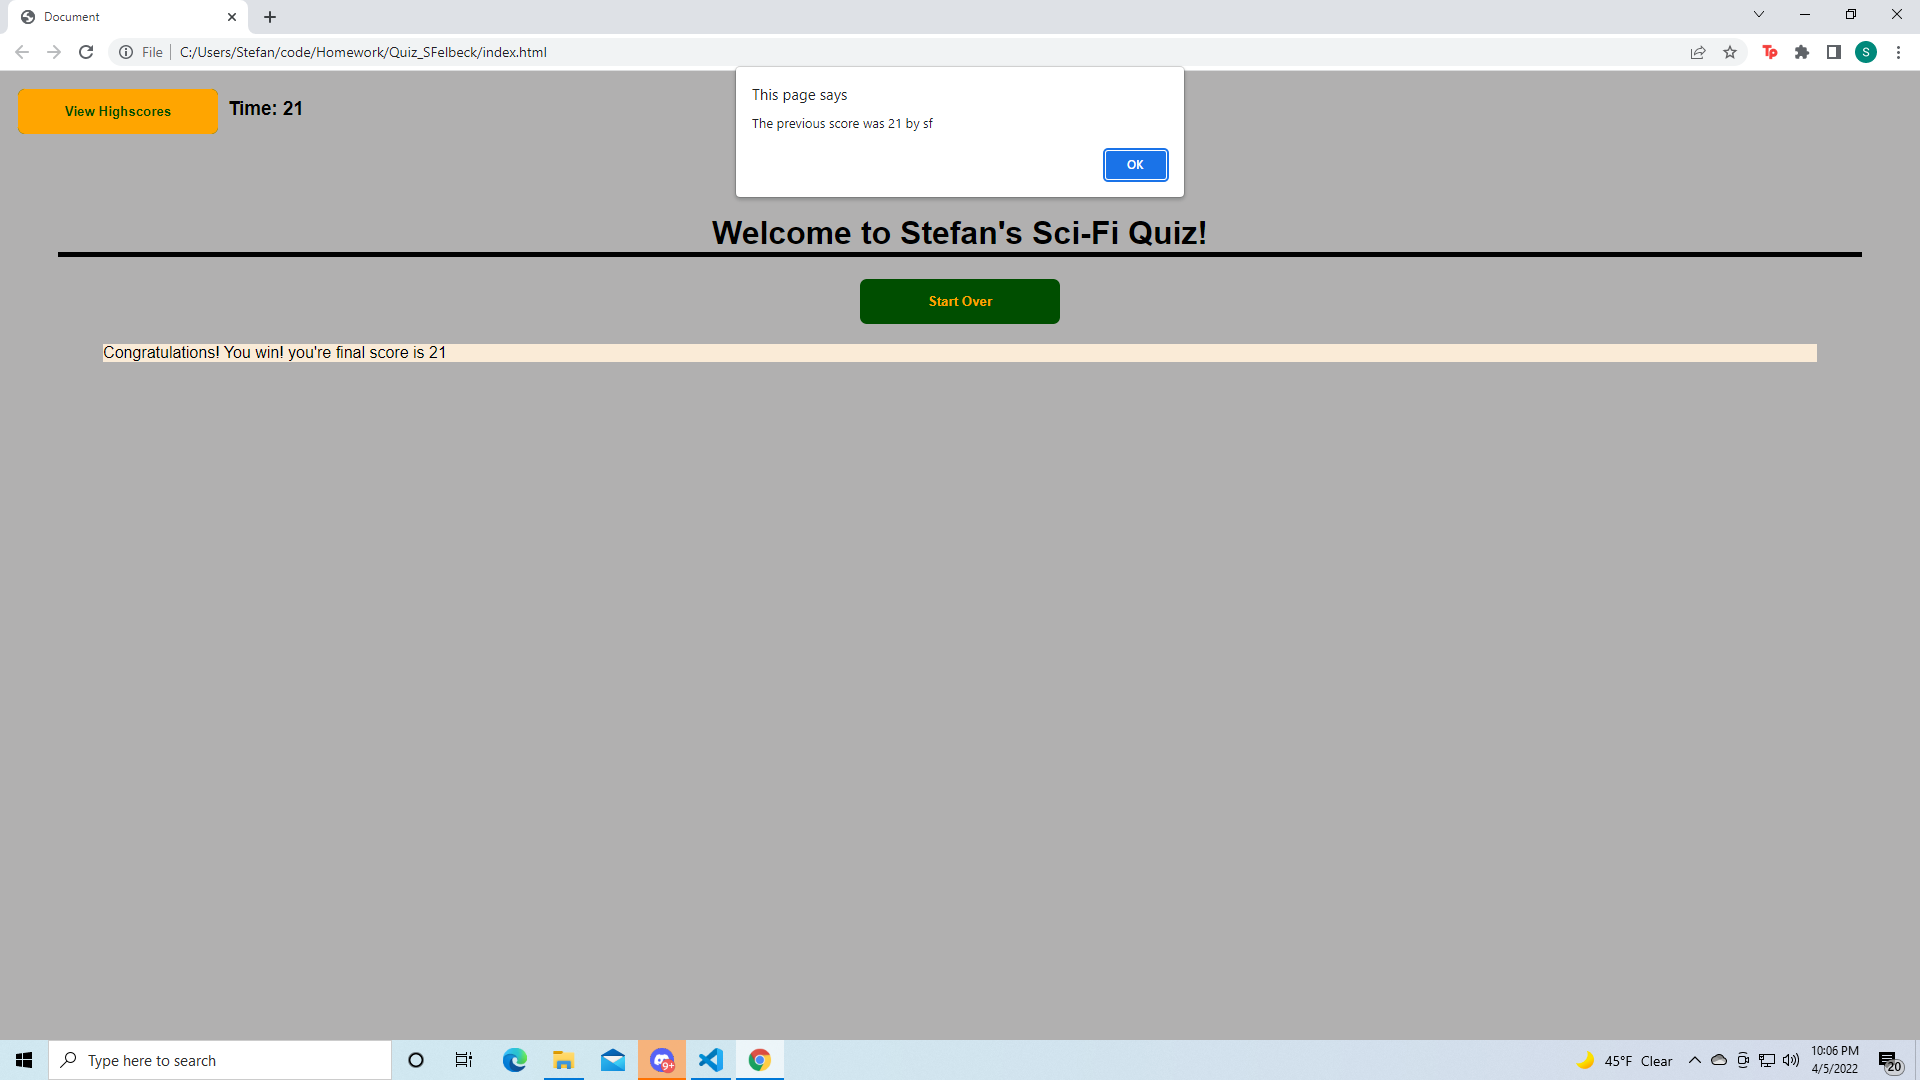 Document
File
C:/Users/Stefan/code/Homework/Quiz_SFelbeck/index.html
Tp
S
This page says
The previous score was 21 by sf
OK
View Highscores
Time: 21
Welcome to Stefan's Sci-Fi Quiz!
Start Over
Congratulations! You win! you're final score is 21
Type here to search
9+
45°F Clear
10:06 PM
4/5/2022
20